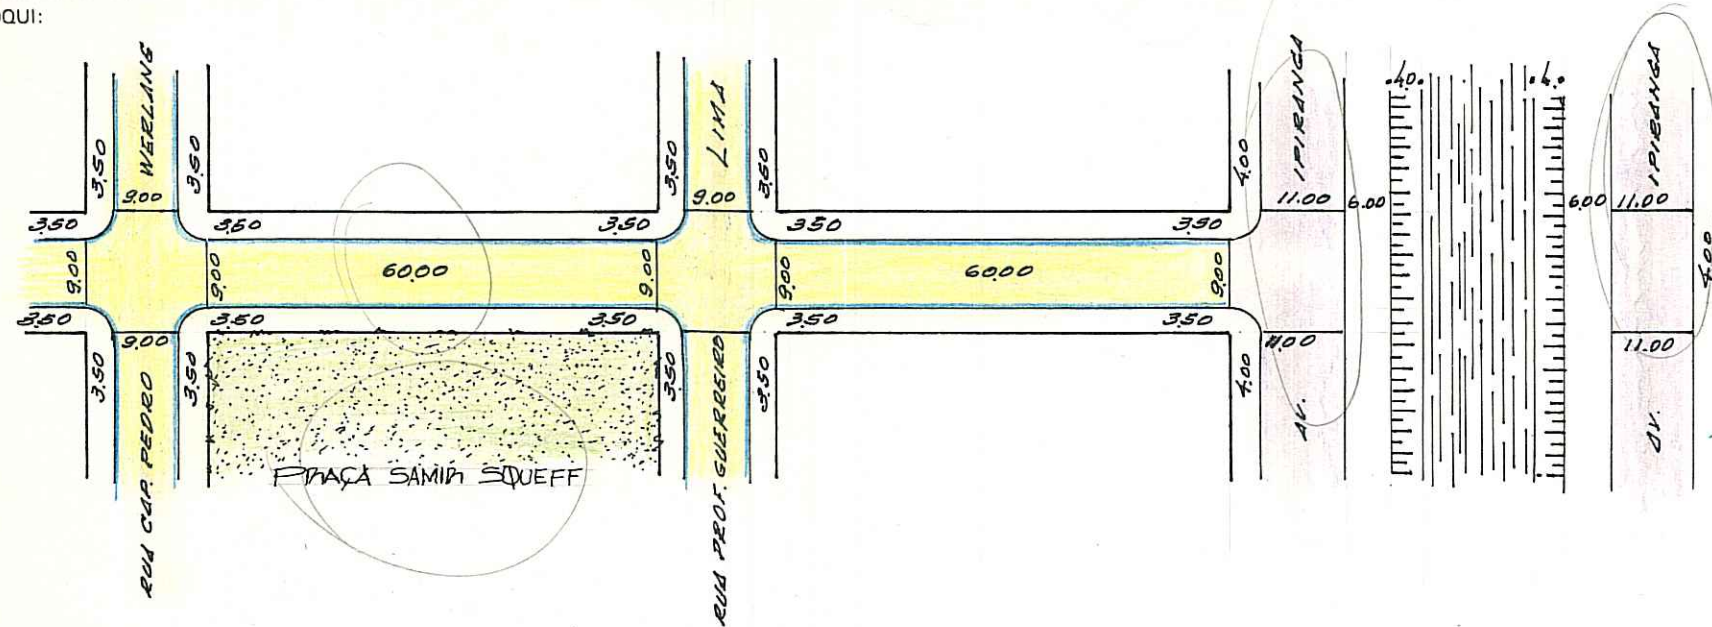 OQUI:
RUA CAP. PEDRO WERLANG
RUA PROF. GUERREIRO LIMA
AV. IPIRANGA
AV. IPIRANGA
.40. .4.
3.50 3.50 3.50 3.50 4.00
9.00 9.00 11.00 6.00 6.00 11.00
3.50 3.50 3.50 3.50 3.50
9.00 9.00 60.00 9.00 9.00 60.00 9.00 4.00
3.50 3.50 3.50 3.50 3.50
9.00 11.00 11.00
3.50 3.50 3.50 3.50 4.00
PRAÇA SAMIR SQUEFF